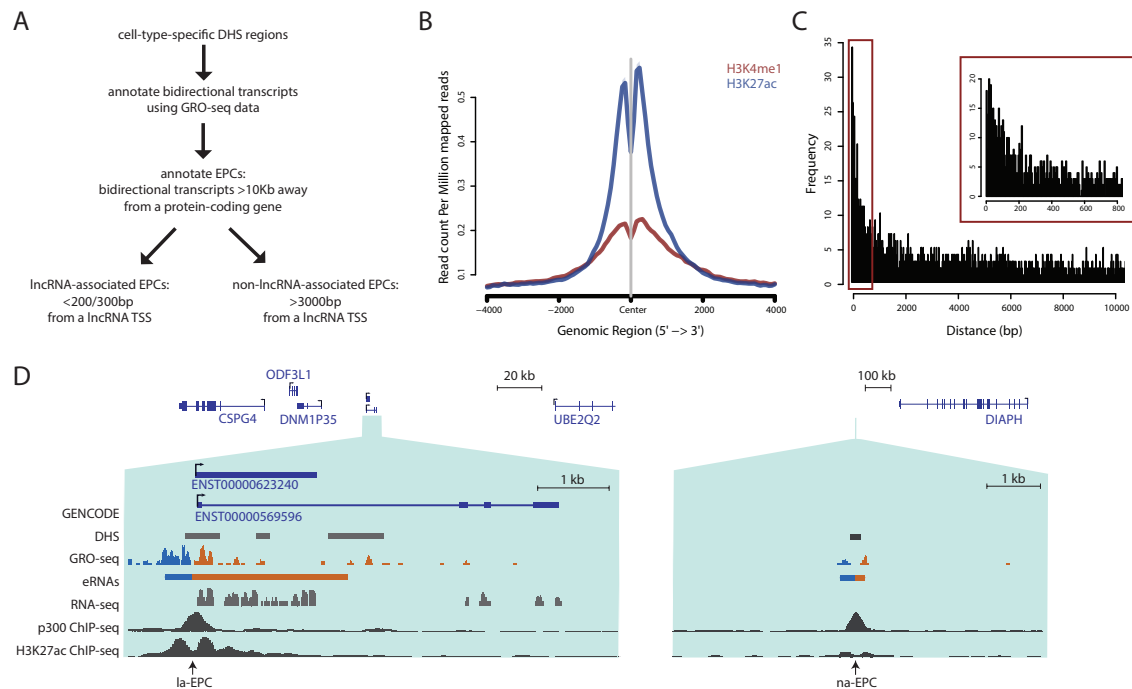 A
cell-type-specific DHS regions
annotate bidirectional transcripts
using GRO-seq data
annotate EPCs:
bidirectional transcripts >10Kb away
from a protein-coding gene
lncRNA-associated EPCs:
<200/300bp
from a lncRNA TSS
non-lncRNA-associated EPCs:
>3000bp
from a lncRNA TSS
B
H3K4me1
H3K27ac
Read count Per Million mapped reads
0.5
0.4
0.3
0.2
0.1
-4000 -2000 Center 2000 4000
Genomic Region (5' -> 3')
C
Frequency
35
30
25
20
15
10
5
0
0 2000 4000 6000 8000 10000
Distance (bp)
20
15
10
5
0
0 200 400 600 800
D
ODF3L1
CSPG4
DNM1P35
20 kb
UBE2Q2
100 kb
DIAPH
ENST00000623240
1 kb
ENST00000569596
1 kb
GENCODE
DHS
GRO-seq
eRNAs
RNA-seq
p300 ChIP-seq
H3K27ac ChIP-seq
la-EPC
na-EPC